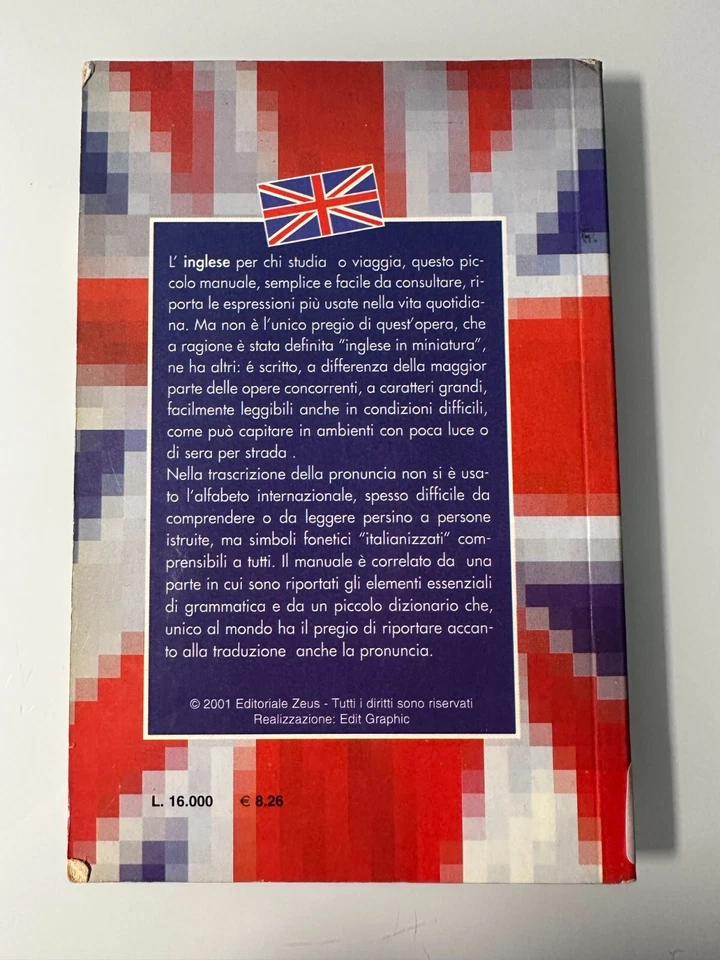 L' inglese per chi studia o viaggia, questo pic-
colo manuale, semplice e facile da consultare, ri-
porta le espressioni più usate nella vita quotidia-
na. Ma non è l'unico pregio di quest'opera, che
a ragione è stata definita "inglese in miniatura",
ne ha altri: é scritto, a differenza della maggior
parte delle opere concorrenti, a caratteri grandi,
facilmente leggibili anche in condizioni difficili,
come può capitare in ambienti con poca luce o
di sera per strada .
Nella trascrizione della pronuncia non si è usa-
to l'alfabeto internazionale, spesso difficile da
comprendere o da leggere persino a persone
istruite, ma simboli fonetici "italianizzati" com-
prensibili a tutti. Il manuale è correlato da una
parte in cui sono riportati gli elementi essenziali
di grammatica e da un piccolo dizionario che,
unico al mondo ha il pregio di riportare accan-
to alla traduzione anche la pronuncia.
© 2001 Editoriale Zeus - Tutti i diritti sono riservati
Realizzazione: Edit Graphic
L. 16.000 € 8.26